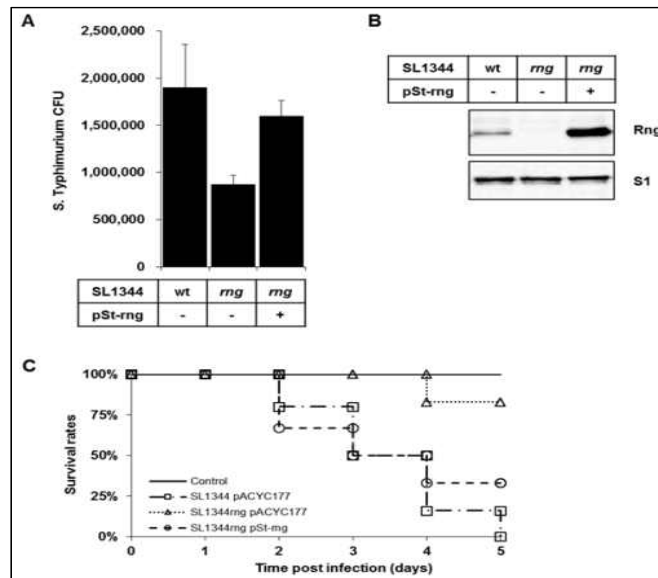 A
2,500,000
2,000,000
1,500,000
1,000,000
500,000
0
S. Typhimurium CFU
SL1344 wt rng rng
pSt-rng - - +
B
SL1344 wt rng rng
pSt-rng - - +
Rng
S1
C
100%
75%
50%
25%
0%
Survival rates
Control
SL1344 pACYC177
SL1344rng pACYC177
SL1344rng pSt-rng
0 1 2 3 4 5
Time post infection (days)